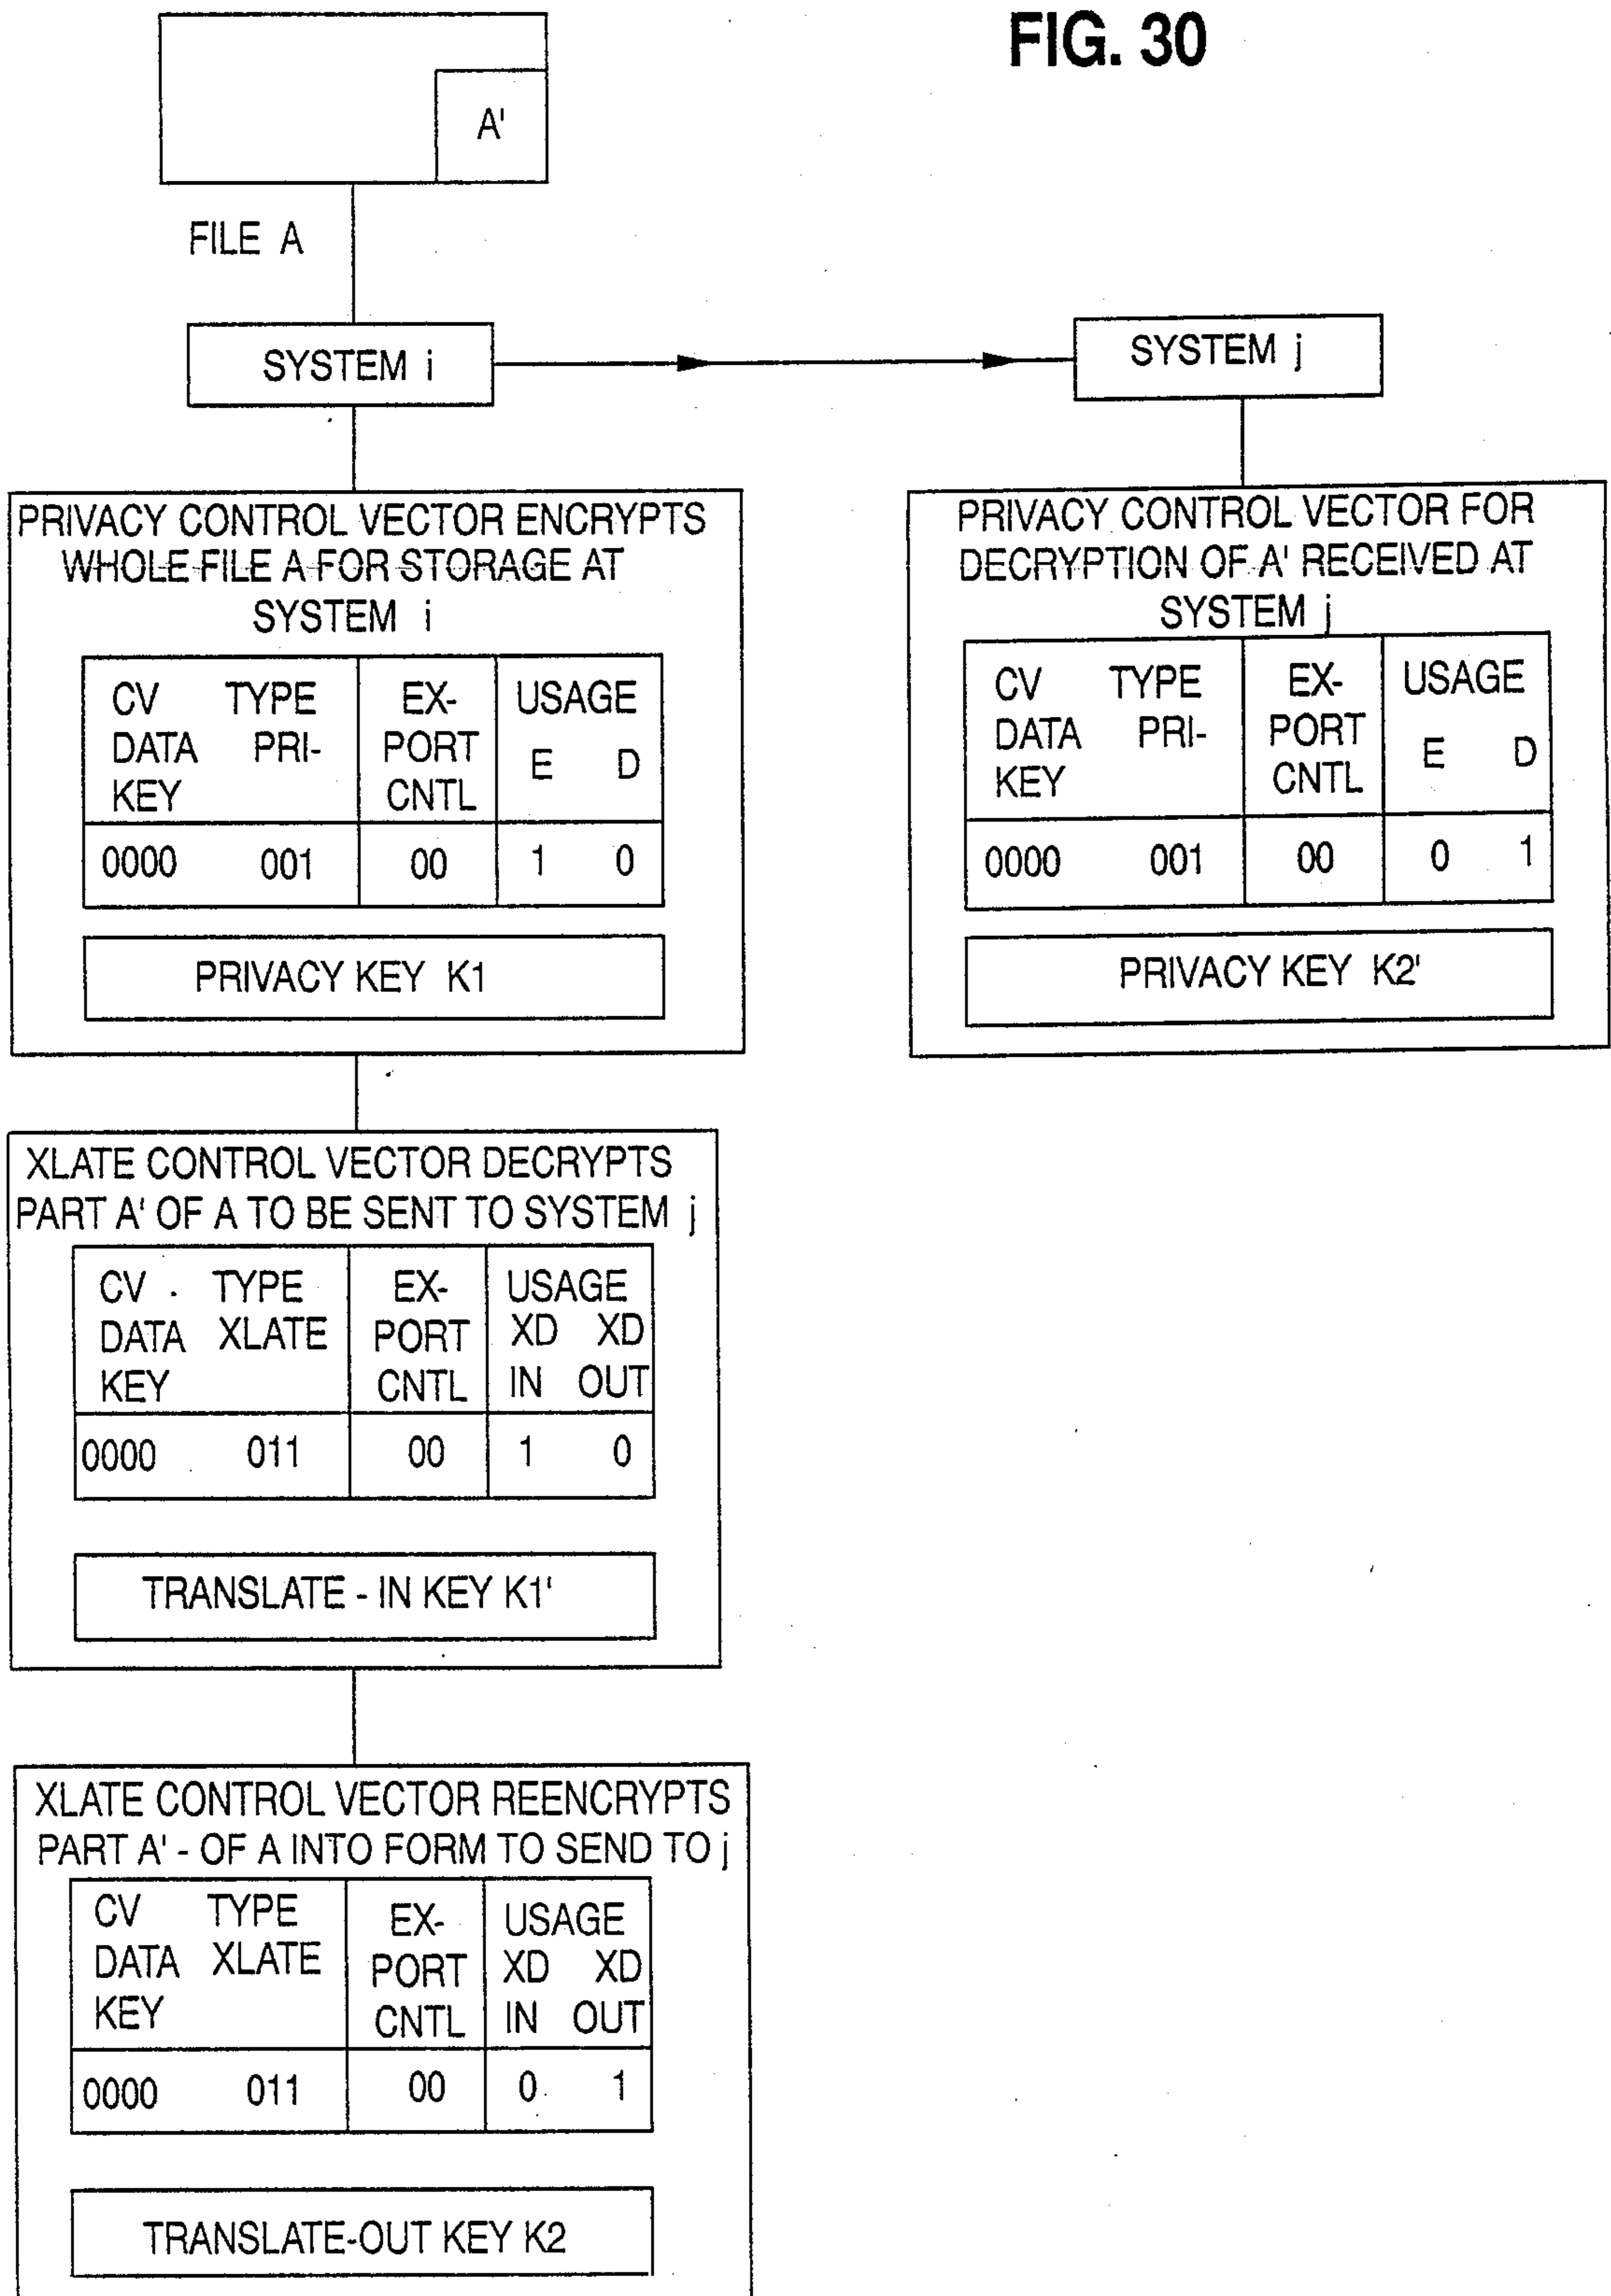 FIG. 30
A'
FILE A
SYSTEM i
SYSTEM j
PRIVACY CONTROL VECTOR ENCRYPTS
WHOLE FILE A FOR STORAGE AT
SYSTEM i
CV TYPE EX- USAGE
DATA PRI- PORT E D
KEY CNTL
0000 001 00 1 0
PRIVACY KEY K1
PRIVACY CONTROL VECTOR FOR
DECRYPTION OF A' RECEIVED AT
SYSTEM j
CV TYPE EX- USAGE
DATA PRI- PORT E D
KEY CNTL
0000 001 00 0 1
PRIVACY KEY K2'
XLATE CONTROL VECTOR DECRYPTS
PART A' OF A TO BE SENT TO SYSTEM j
CV TYPE EX- USAGE
DATA XLATE PORT XD XD
KEY CNTL IN OUT
0000 011 00 1 0
TRANSLATE - IN KEY K1'
XLATE CONTROL VECTOR REENCRYPTS
PART A' - OF A INTO FORM TO SEND TO j
CV TYPE EX- USAGE
DATA XLATE PORT XD XD
KEY CNTL IN OUT
0000 011 00 0 1
TRANSLATE-OUT KEY K2